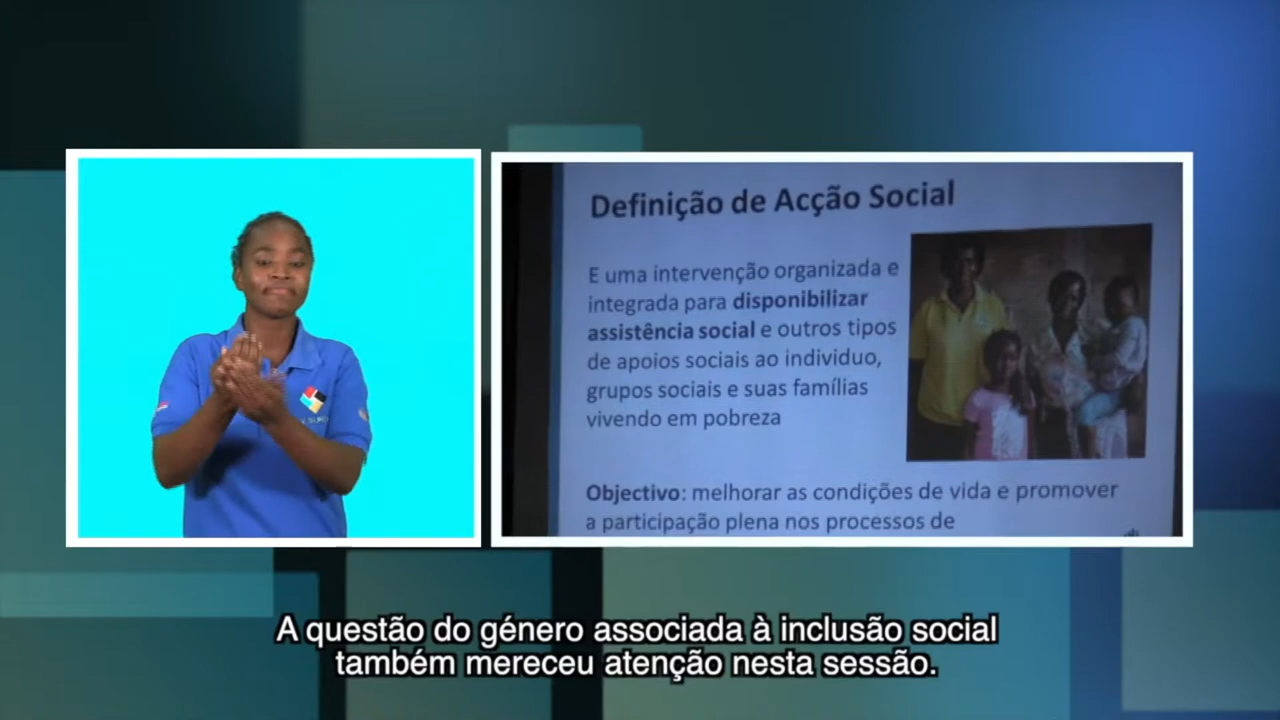 Definição de Acção Social
E uma intervenção organizada e
integrada para disponibilizar
assistência social e outros tipos
de apoios sociais ao individuo,
grupos sociais e suas famílias
vivendo em pobreza
Objectivo: melhorar as condições de vida e promover
a participação plena nos processos de
A questão do género associada à inclusão social
também mereceu atenção nesta sessão.